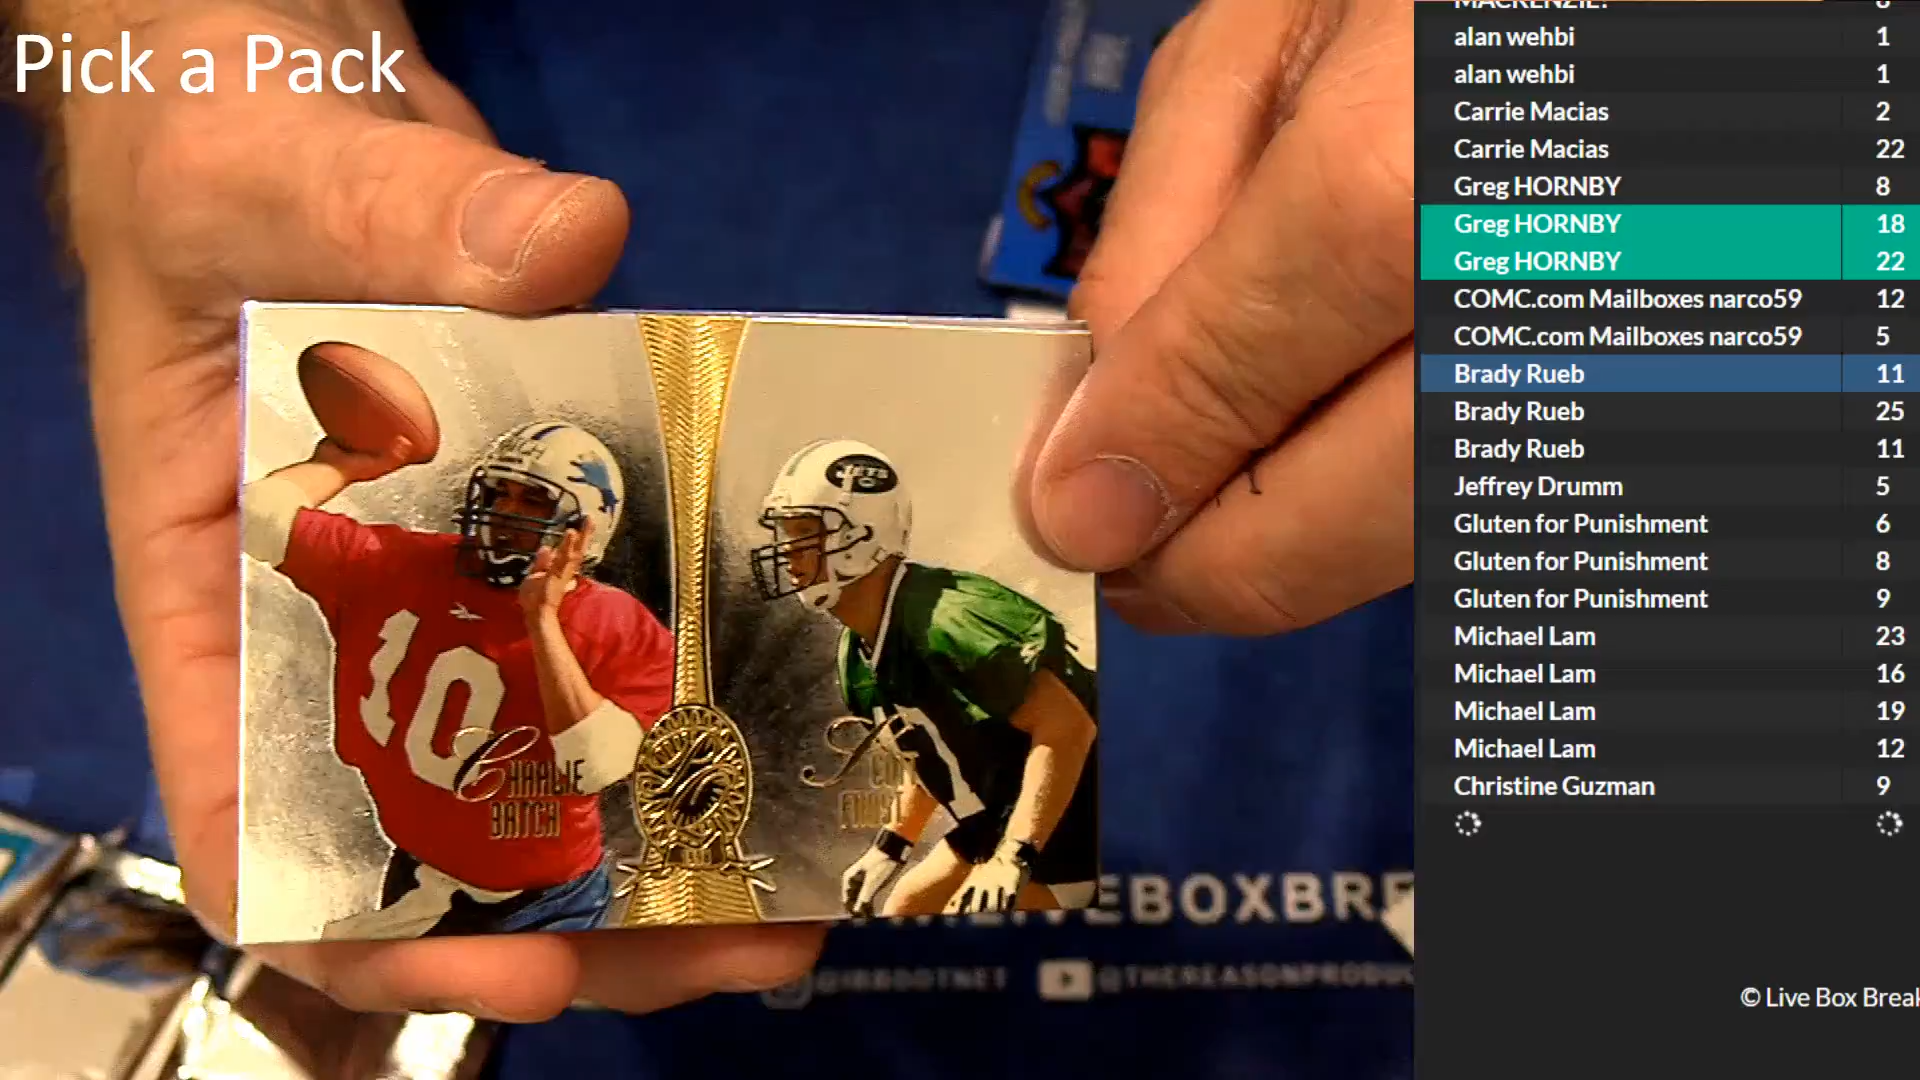 Pick a Pack
alan wehbi 1
alan wehbi 1
Carrie Macias 2
Carrie Macias 22
Greg HORNBY 8
Greg HORNBY 18
Greg HORNBY 22
COMC.com Mailboxes narco59 12
COMC.com Mailboxes narco59 5
Brady Rueb 11
Brady Rueb 25
Brady Rueb 11
Jeffrey Drumm 5
Gluten for Punishment 6
Gluten for Punishment 8
Gluten for Punishment 9
Michael Lam 23
Michael Lam 16
Michael Lam 19
Michael Lam 12
Christine Guzman 9
© Live Box Break
JETS
10
CHARLIE
BATCH
1998
EBOXBR